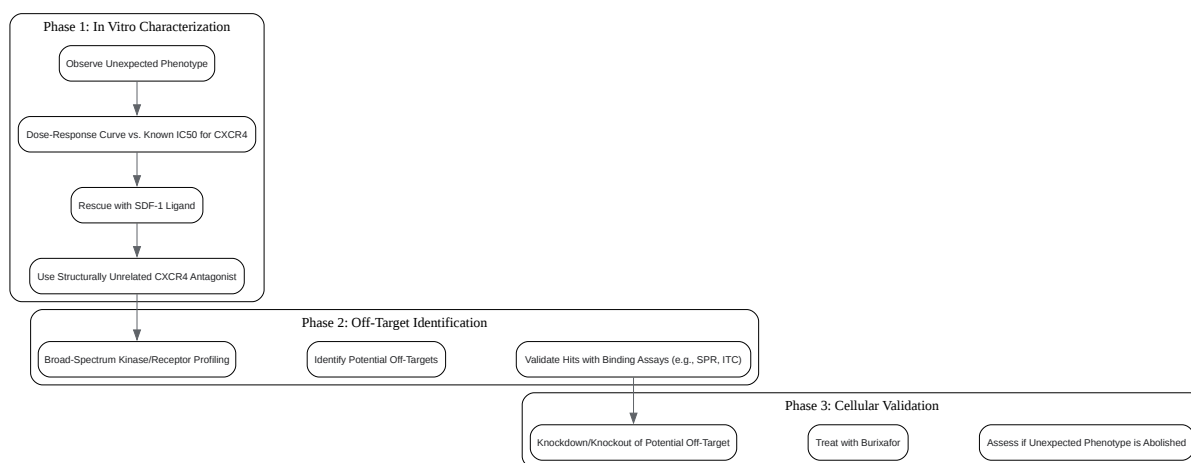 Phase 1: In Vitro Characterization
Observe Unexpected Phenotype
Dose-Response Curve vs. Known IC50 for CXCR4
Rescue with SDF-1 Ligand
Use Structurally Unrelated CXCR4 Antagonist
Phase 2: Off-Target Identification
Broad-Spectrum Kinase/Receptor Profiling
Identify Potential Off-Targets
Validate Hits with Binding Assays (e.g., SPR, ITC)
Phase 3: Cellular Validation
Knockdown/Knockout of Potential Off-Target
Treat with Burixafor
Assess if Unexpected Phenotype is Abolished